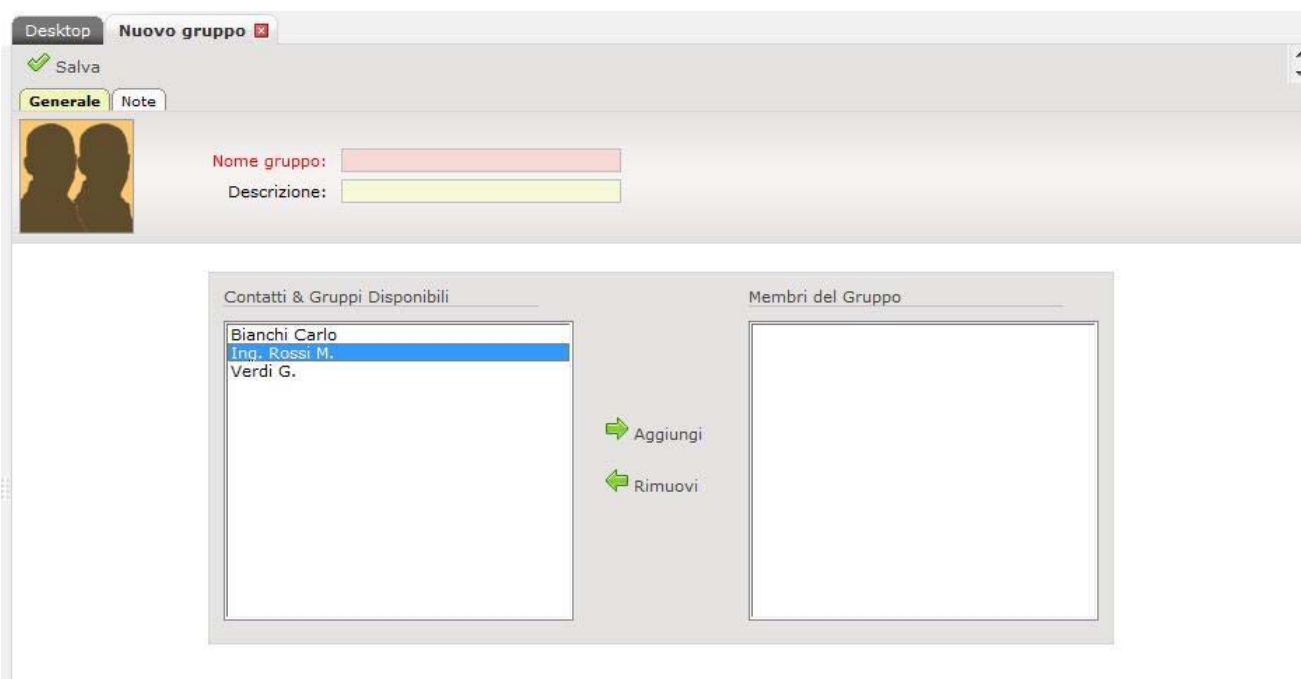 Desktop Nuovo gruppo
Salva
Generale Note
Nome gruppo:
Descrizione:
Contatti & Gruppi Disponibili
Membri del Gruppo
Bianchi Carlo
Ing. Rossi M.
Verdi G.
Aggiungi
Rimuovi